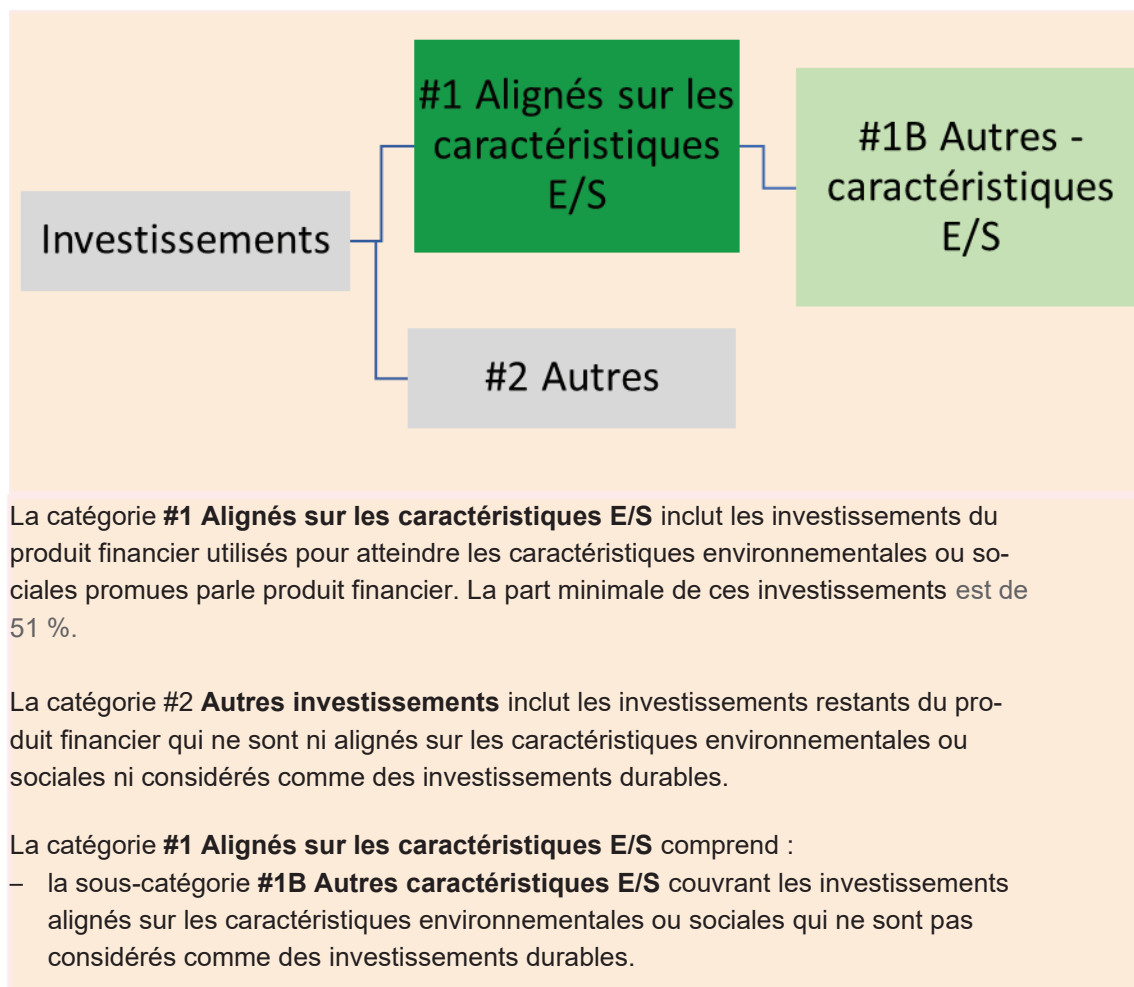 #1 Alignés sur les
caractéristiques
E/S
#1B Autres -
caractéristiques
E/S
Investissements
#2 Autres
La catégorie #1 Alignés sur les caractéristiques E/S inclut les investissements du
produit financier utilisés pour atteindre les caractéristiques environnementales ou so-
ciales promues parle produit financier. La part minimale de ces investissements est de
51 %.
La catégorie #2 Autres investissements inclut les investissements restants du pro-
duit financier qui ne sont ni alignés sur les caractéristiques environnementales ou
sociales ni considérés comme des investissements durables.
La catégorie #1 Alignés sur les caractéristiques E/S comprend :
– la sous-catégorie #1B Autres caractéristiques E/S couvrant les investissements
alignés sur les caractéristiques environnementales ou sociales qui ne sont pas
considérés comme des investissements durables.